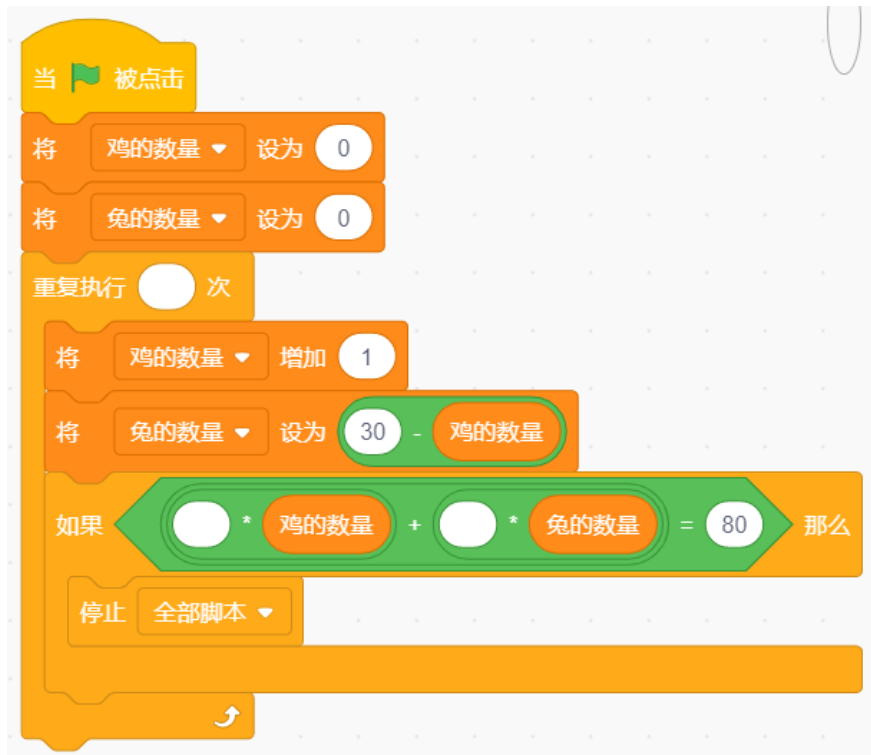 当 被点击
将 鸡的数量 设为 0
将 兔的数量 设为 0
重复执行 次
将 鸡的数量 增加 1
将 兔的数量 设为 30 - 鸡的数量
如果 * 鸡的数量 + * 兔的数量 = 80 那么
停止 全部脚本